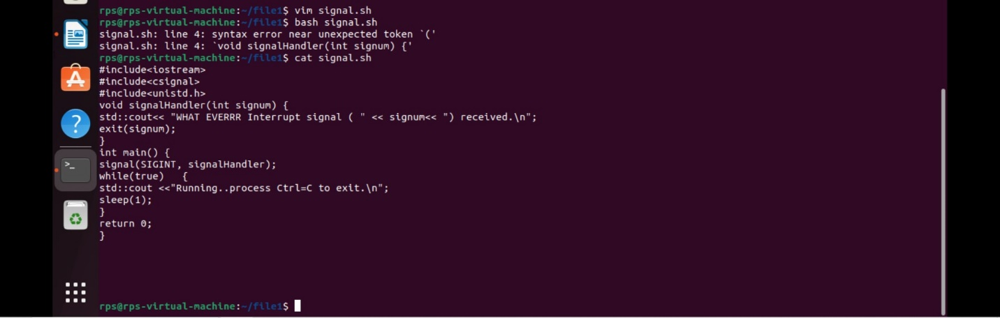 rps@rps-virtual-machine:~/file1$ vim signal.sh
rps@rps-virtual-machine:~/file1$ bash signal.sh
signal.sh: line 4: syntax error near unexpected token `('
signal.sh: line 4: `void signalHandler(int signum) {'
rps@rps-virtual-machine:~/file1$ cat signal.sh
#include<iostream>
#include<csignal>
#include<unistd.h>
void signalHandler(int signum) {
std::cout<< "WHAT EVERRR Interrupt signal ( " << signum<< ") received.\n";
exit(signum);
}
int main() {
signal(SIGINT, signalHandler);
while(true)   {
std::cout <<"Running..process Ctrl=C to exit.\n";
sleep(1);
}
return 0;
}
rps@rps-virtual-machine:~/file1$